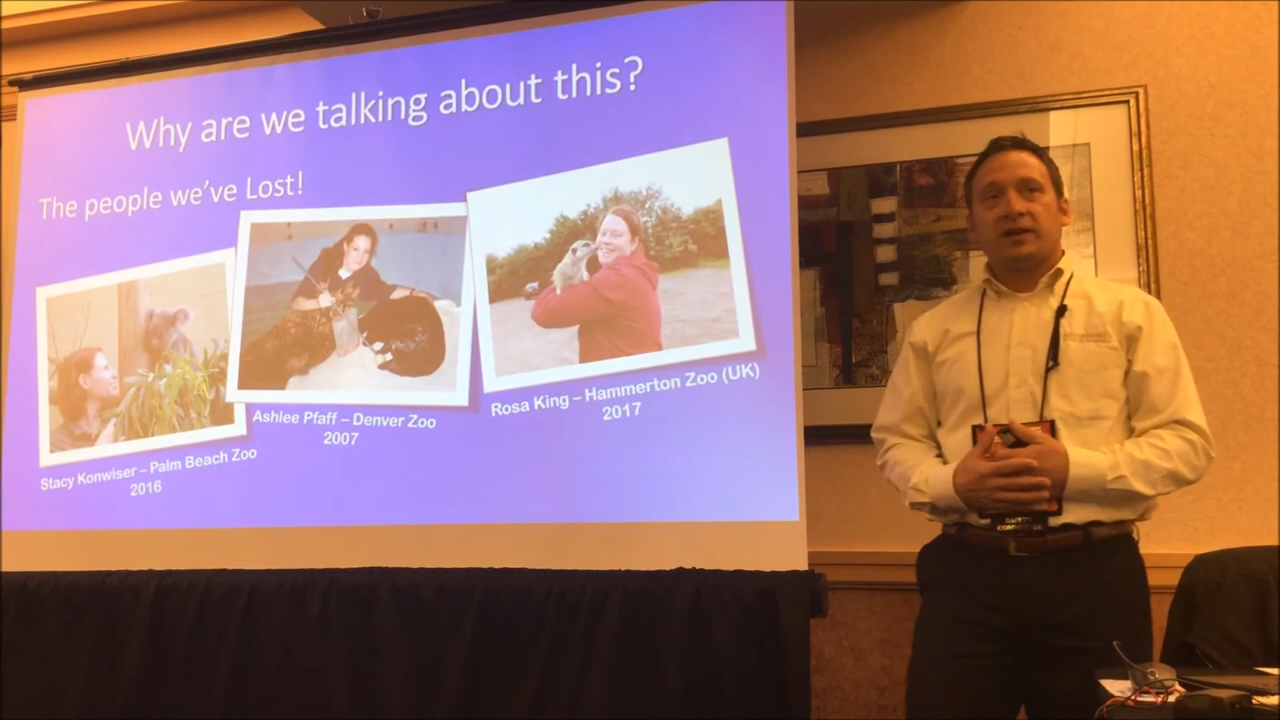 Why are we talking about this?
The people we've Lost!
Stacy Konwiser – Palm Beach Zoo
2016
Ashlee Pfaff – Denver Zoo
2007
Rosa King – Hammerton Zoo (UK)
2017